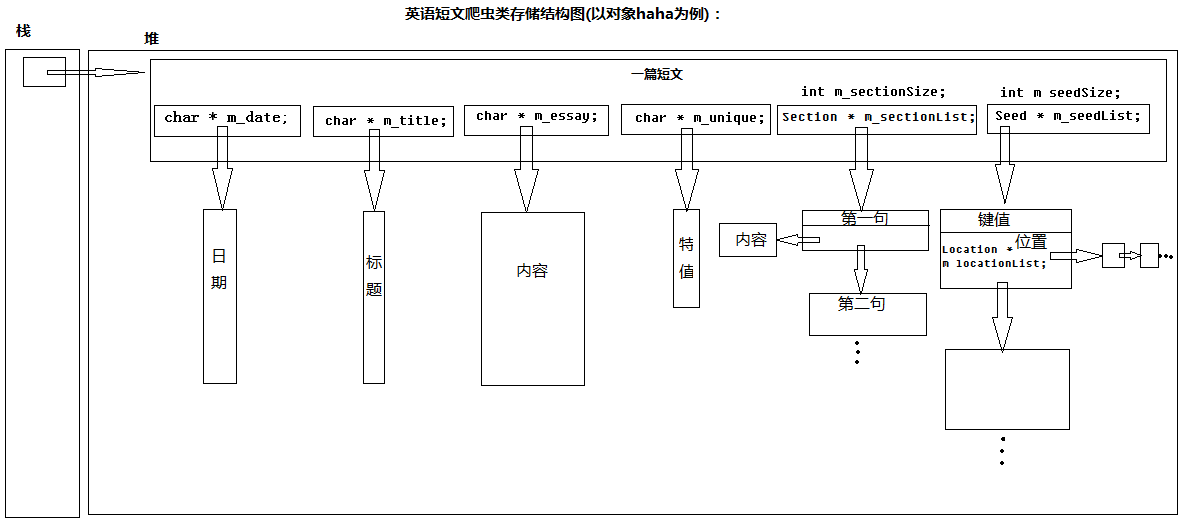 英语短文爬虫类存储结构图(以对象haha为例)：
栈
堆
一篇短文
int m_sectionSize;
int m seedSize;
char * m_date;
char * m_title;
char * m_essay;
char * m_unique;
Section * m_sectionList;
Seed * m_seedList;
日期
标题
内容
特值
内容
第一句
第二句
键值
Location * 位置
m locationList;